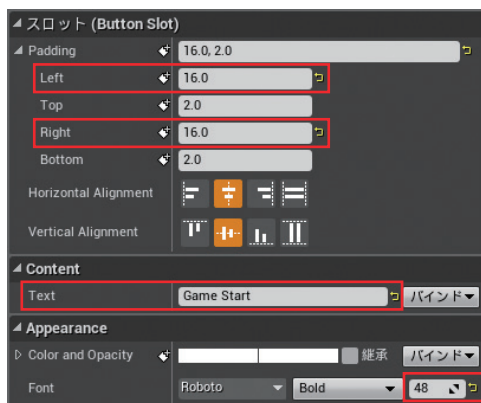 スロット (Button Slot)
Padding 16.0, 2.0
Left 16.0
Top 2.0
Right 16.0
Bottom 2.0
Horizontal Alignment
Vertical Alignment
Content
Text Game Start バインド
Appearance
Color and Opacity 継承 バインド
Font Roboto Bold 48